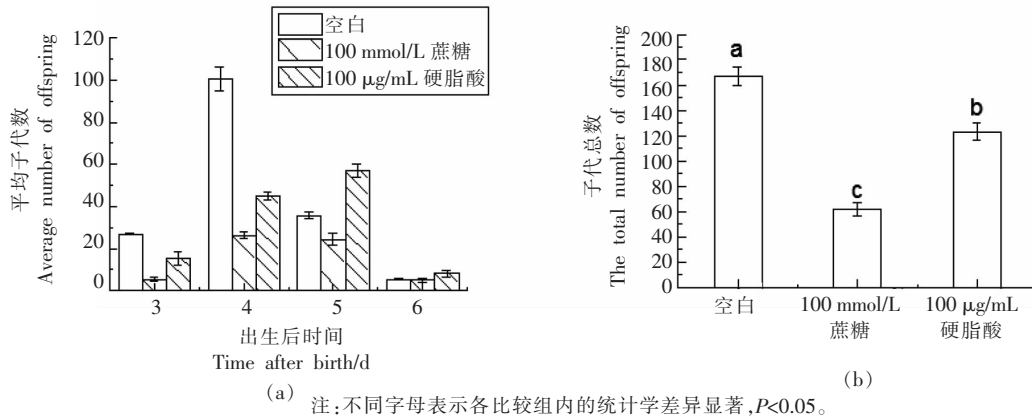 空白
100 mmol/L 蔗糖
100 μg/mL 硬脂酸
平均子代数
Average number of offspring
120
100
80
60
40
20
0
3 4 5 6
出生后时间
Time after birth/d
(a)
子代总数
The total number of offspring
200
180
160
140
120
100
80
60
40
20
0
a
c
b
空白 100 mmol/L 100 μg/mL
蔗糖 硬脂酸
(b)
注:不同字母表示各比较组内的统计学差异显著,P<0.05。